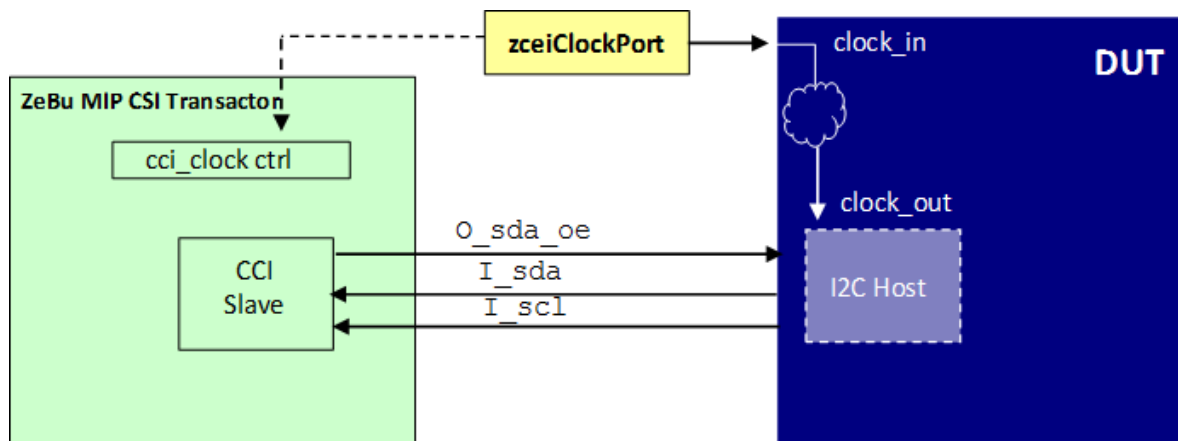 zceiClockPort
clock_in
DUT
ZeBu MIP CSI Transacton
cci_clock ctrl
clock_out
O_sda_oe
I_sda
I_scl
CCI
Slave
I2C Host